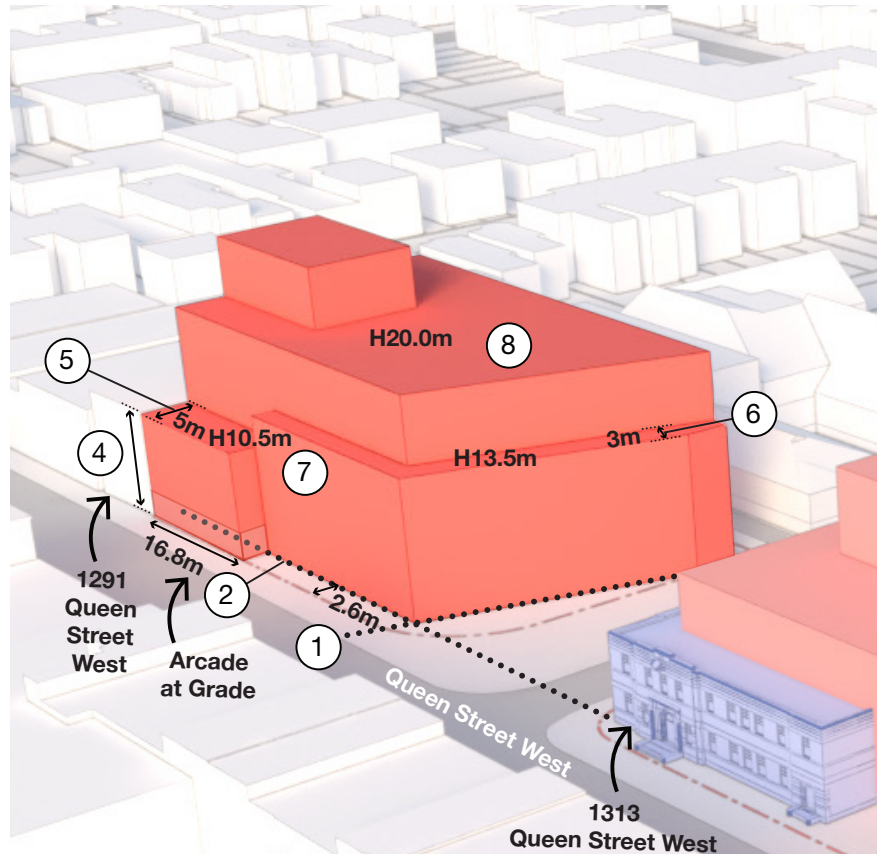 H20.0m
8
5
5m
H10.5m
6
3m
H13.5m
4
7
16.8m
2
2.6m
1
1291
Queen
Street
West
Arcade
at Grade
Queen Street West
1313
Queen Street West